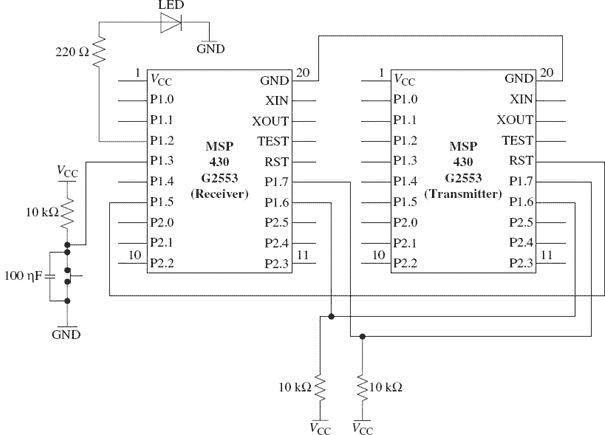 LED
220 Ω
GND
1
VCC
P1.0
P1.1
P1.2
P1.3
P1.4
P1.5
P2.0
P2.1
10
P2.2
MSP
430
G2553
(Receiver)
20
GND
XIN
XOUT
TEST
RST
P1.7
P1.6
P2.5
P2.4
11
P2.3
1
VCC
P1.0
P1.1
P1.2
P1.3
P1.4
P1.5
P2.0
P2.1
10
P2.2
MSP
430
G2553
(Transmitter)
20
GND
XIN
XOUT
TEST
RST
P1.7
P1.6
P2.5
P2.4
11
P2.3
VCC
10 kΩ
100 ηF
GND
10 kΩ
10 kΩ
VCC
VCC